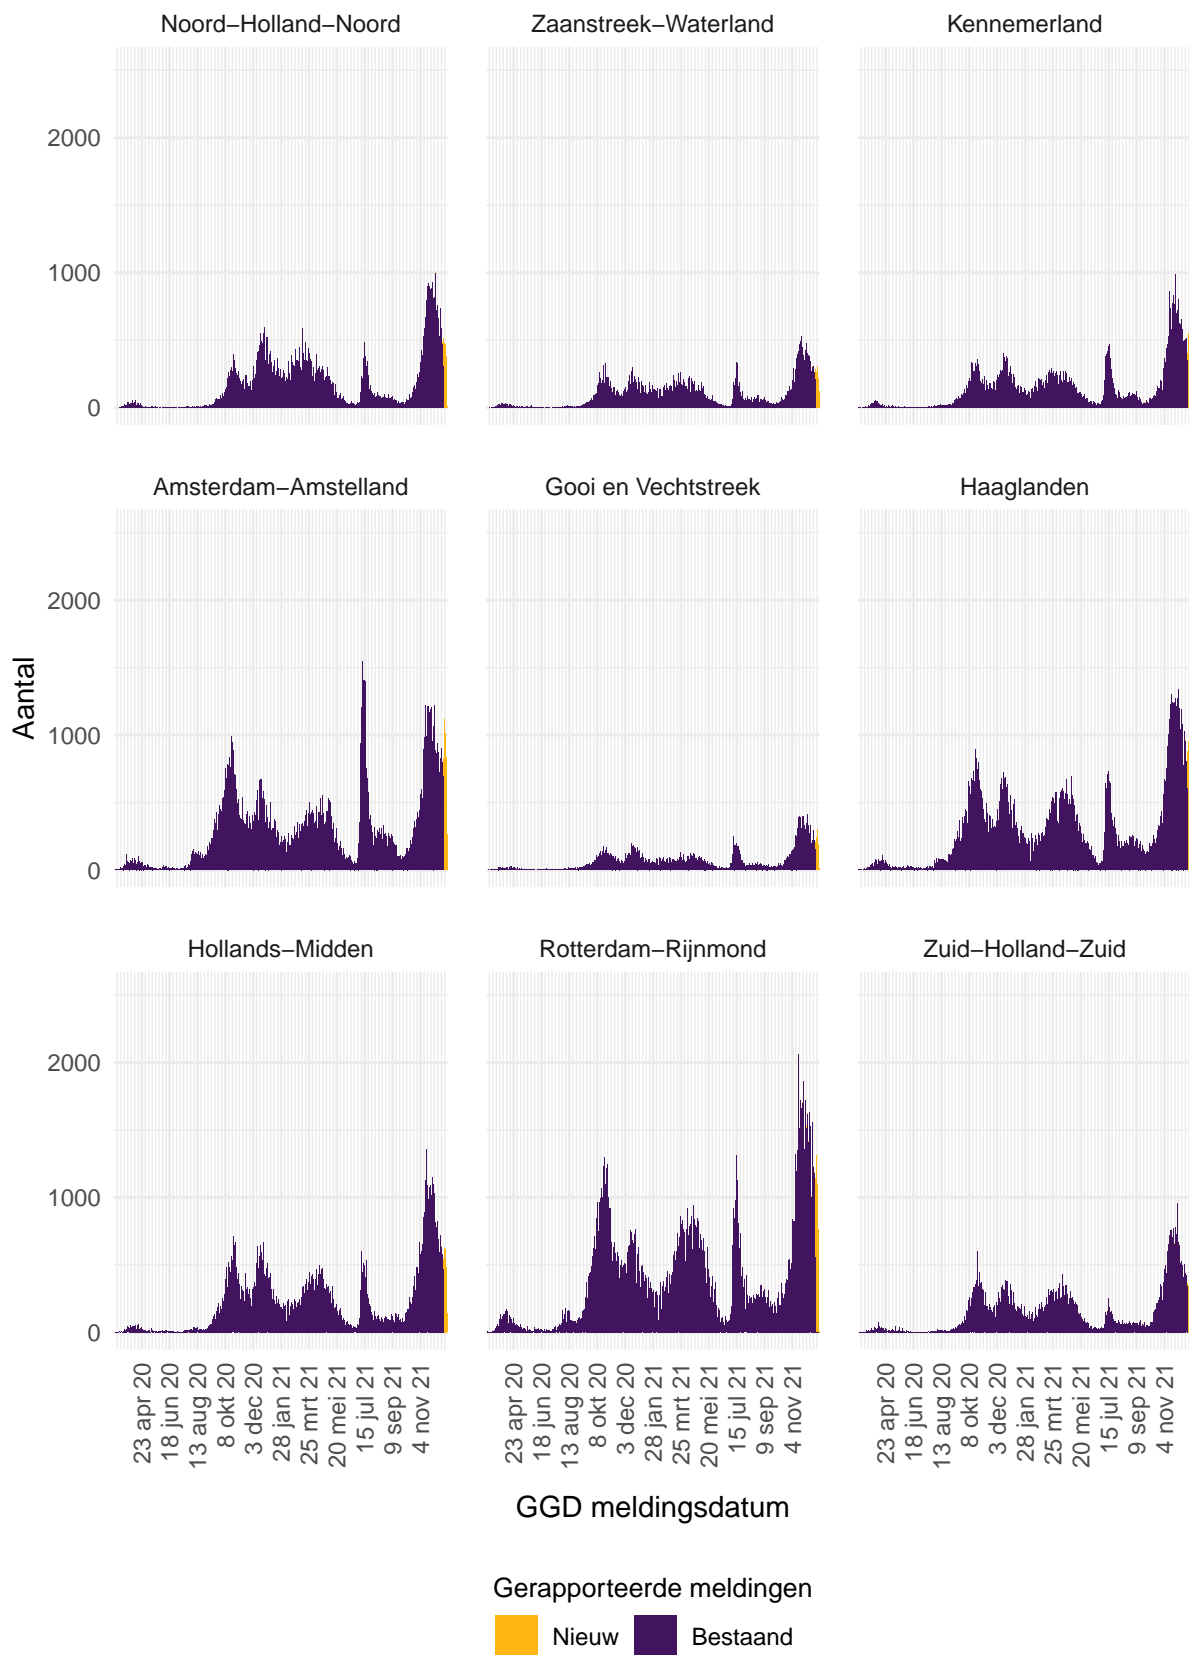 Noord−Holland−Noord
Zaanstreek−Waterland
Kennemerland
2000
1000
0
Amsterdam−Amstelland
Gooi en Vechtstreek
Haaglanden
2000
1000
0
Aantal
Hollands−Midden
Rotterdam−Rijnmond
Zuid−Holland−Zuid
2000
1000
0
23 apr 20
18 jun 20
13 aug 20
8 okt 20
3 dec 20
28 jan 21
25 mrt 21
20 mei 21
15 jul 21
9 sep 21
4 nov 21
23 apr 20
18 jun 20
13 aug 20
8 okt 20
3 dec 20
28 jan 21
25 mrt 21
20 mei 21
15 jul 21
9 sep 21
4 nov 21
23 apr 20
18 jun 20
13 aug 20
8 okt 20
3 dec 20
28 jan 21
25 mrt 21
20 mei 21
15 jul 21
9 sep 21
4 nov 21
GGD meldingsdatum
Gerapporteerde meldingen
Nieuw
Bestaand